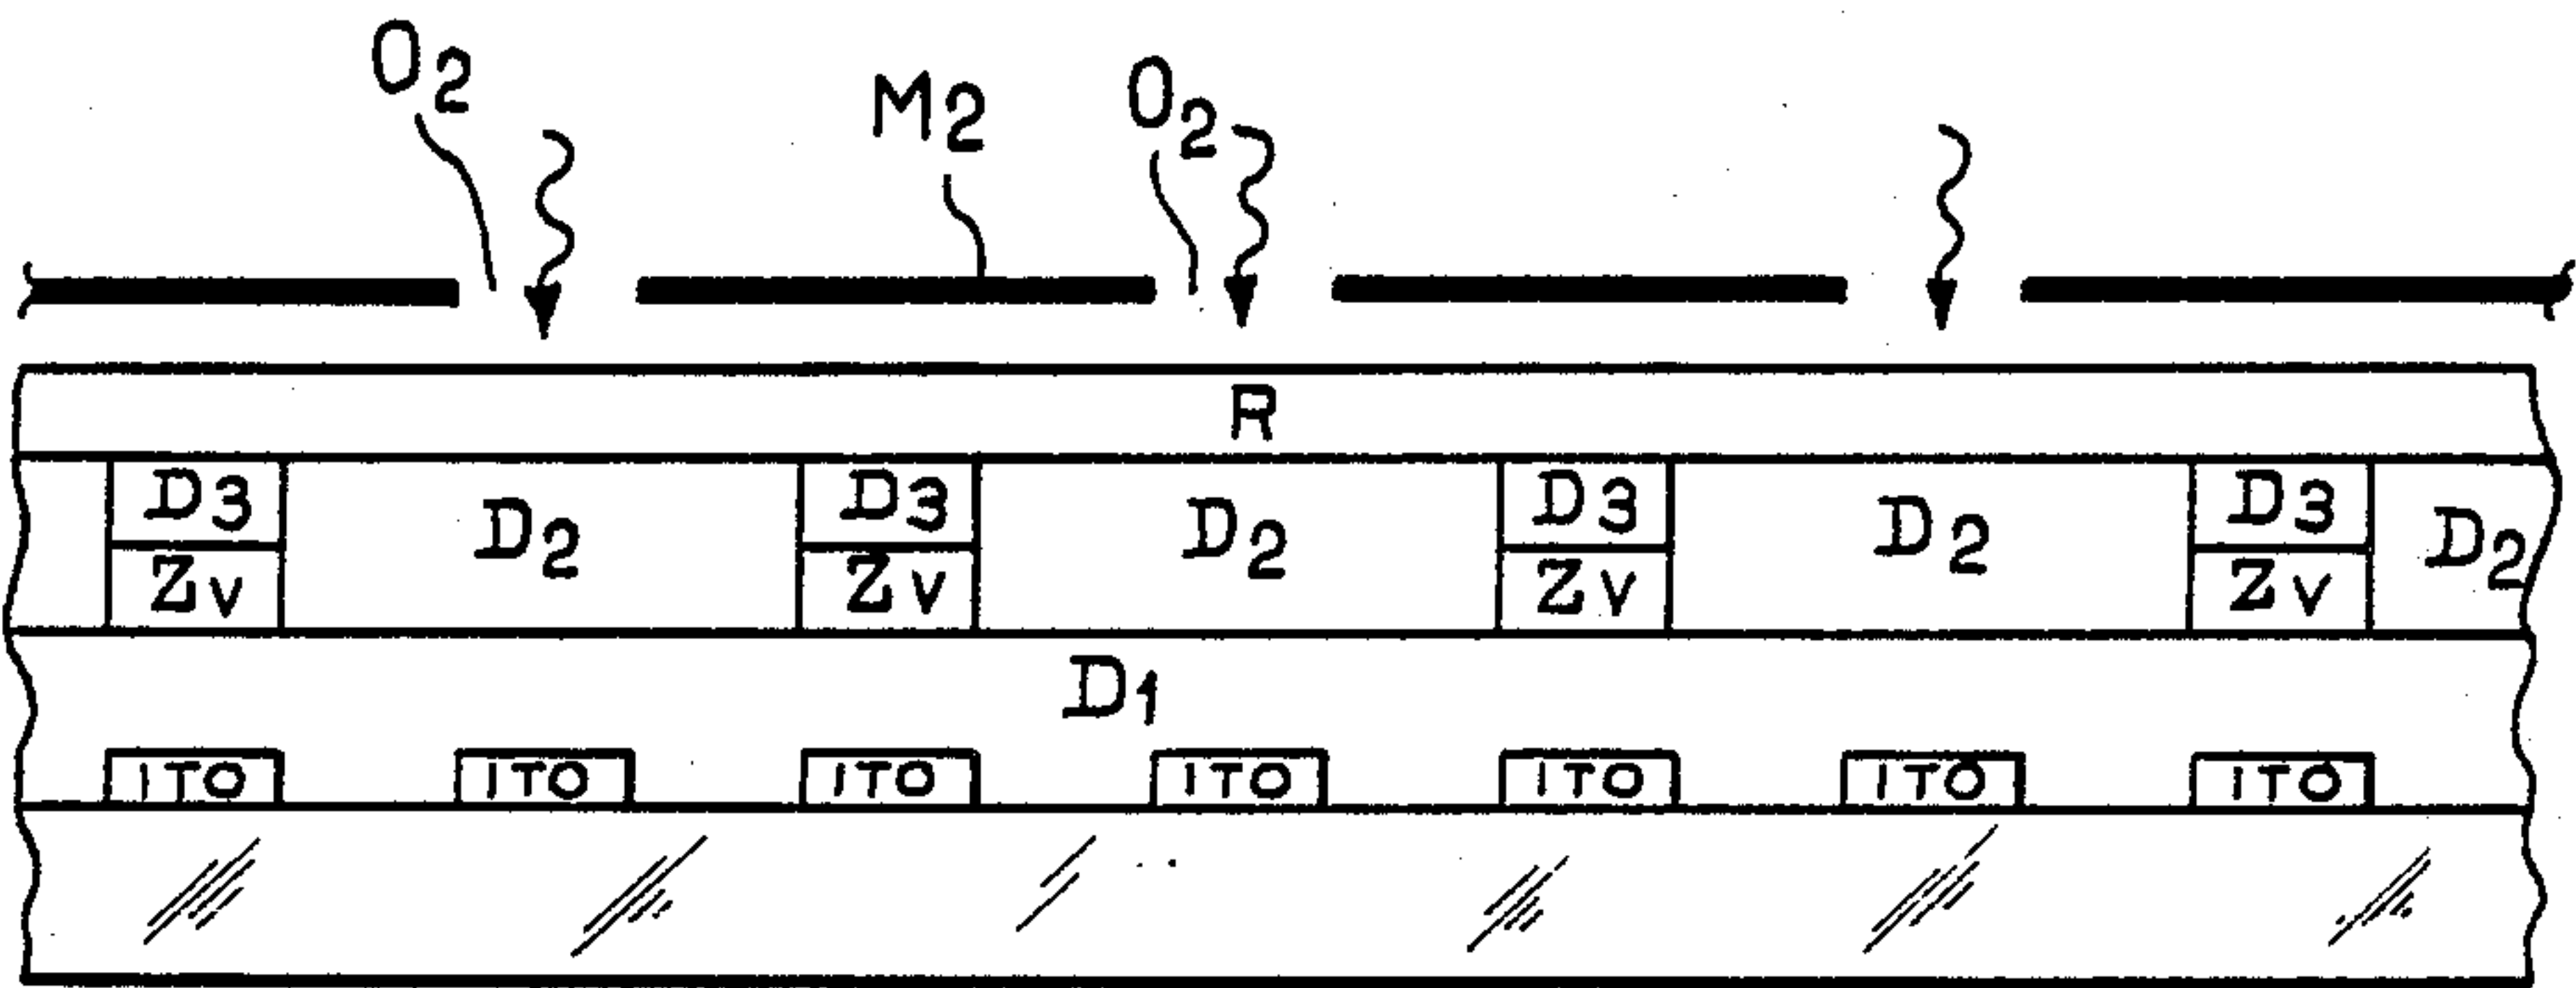 O2 M2 O2
R
D3 D3 D3 D3
D2 D2 D2 D2
Zv Zv Zv Zv
D1
ITO ITO ITO ITO ITO ITO ITO